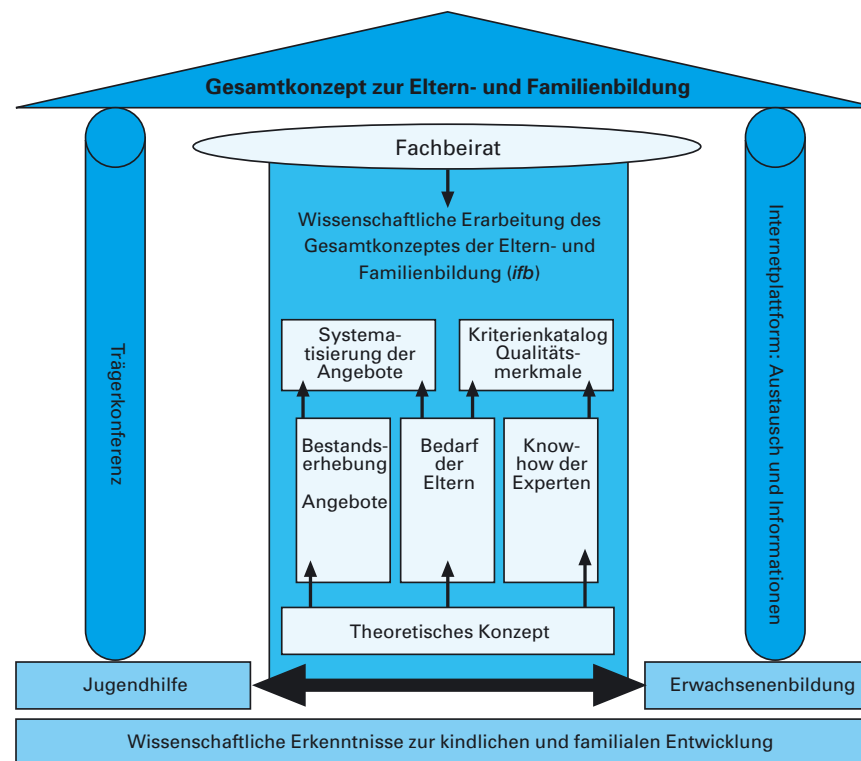 Gesamtkonzept zur Eltern- und Familienbildung
Fachbeirat
Wissenschaftliche Erarbeitung des
Gesamtkonzeptes der Eltern- und
Familienbildung (ifb)
Systema-
tisierung der
Angebote
Kriterienkatalog
Qualitäts-
merkmale
Bestands-
erhebung
Angebote
Bedarf
der
Eltern
Know-
how der
Experten
Theoretisches Konzept
Trägerkonferenz
Internetplattform: Austausch und Informationen
Jugendhilfe
Erwachsenenbildung
Wissenschaftliche Erkenntnisse zur kindlichen und familialen Entwicklung